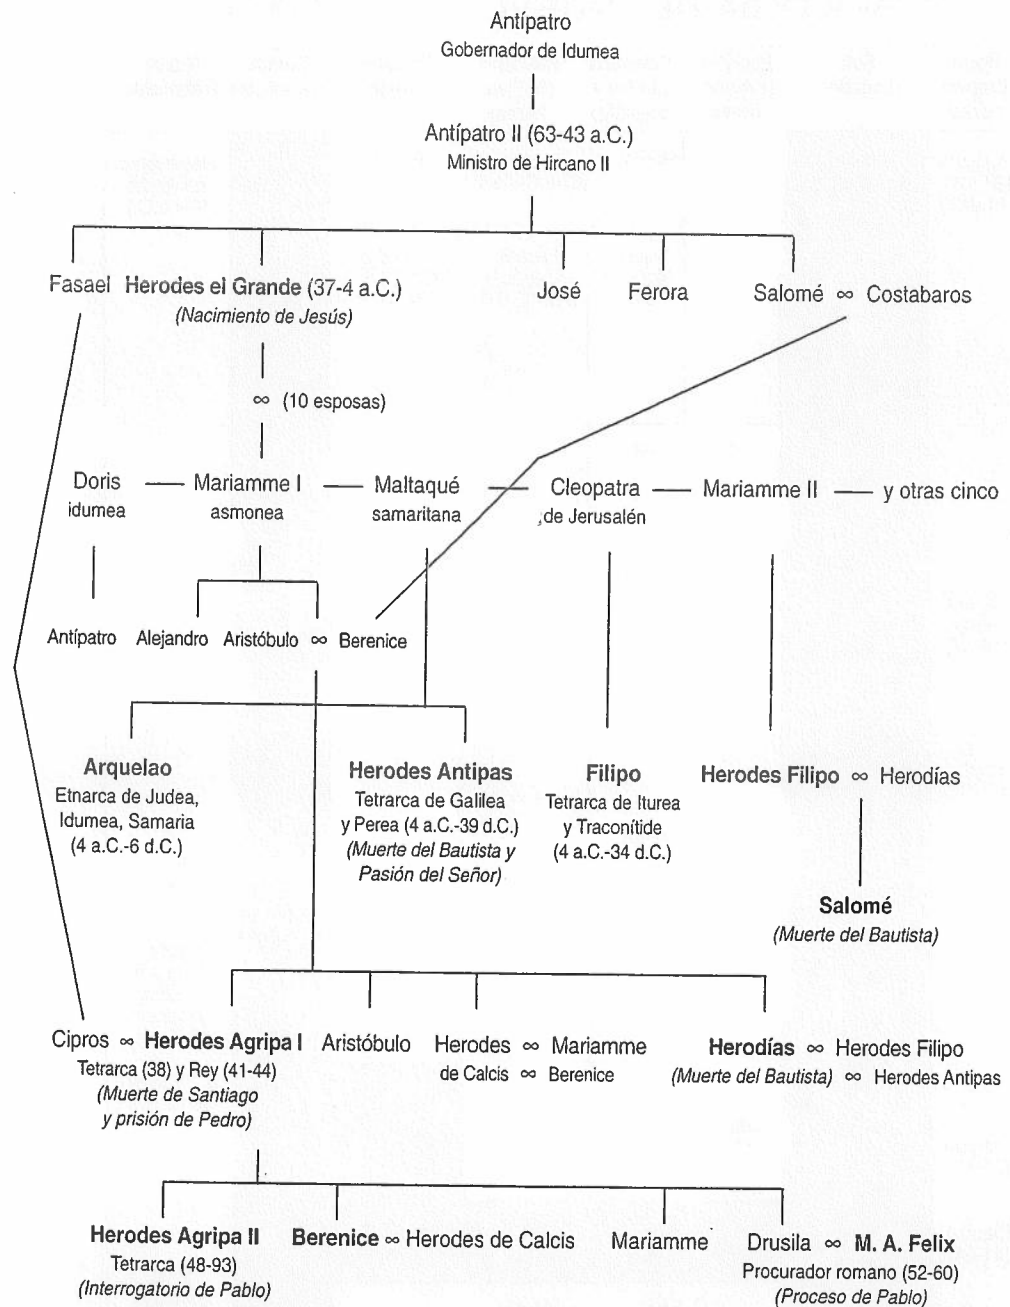 Antípatro
Gobernador de Idumea
Antípatro II (63-43 a.C.)
Ministro de Hircano II
Fasael Herodes el Grande (37-4 a.C.) José Ferora Salomé ∞ Costabaros
(Nacimiento de Jesús)
∞ (10 esposas)
Doris — Mariamme I — Maltaqué — Cleopatra — Mariamme II — y otras cinco
idumea asmonea samaritana de Jerusalén
Antípatro Alejandro Aristóbulo ∞ Berenice
Arquelao Herodes Antipas Filipo Herodes Filipo ∞ Herodías
Etnarca de Judea, Tetrarca de Galilea Tetrarca de Iturea
Idumea, Samaria y Perea (4 a.C.-39 d.C.) y Traconítide
(4 a.C.-6 d.C.) (Muerte del Bautista y (4 a.C.-34 d.C.)
Pasión del Señor)
Salomé
(Muerte del Bautista)
Cipros ∞ Herodes Agripa I Aristóbulo Herodes ∞ Mariamme Herodías ∞ Herodes Filipo
Tetrarca (38) y Rey (41-44) de Calcis ∞ Berenice (Muerte del Bautista) ∞ Herodes Antipas
(Muerte de Santiago
y prisión de Pedro)
Herodes Agripa II Berenice ∞ Herodes de Calcis Mariamme Drusila ∞ M. A. Felix
Tetrarca (48-93) Procurador romano (52-60)
(Interrogatorio de Pablo) (Proceso de Pablo)